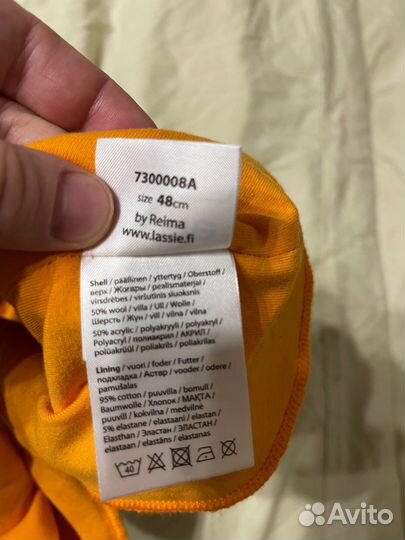 7300008A
size 48cm
by Reima
www.lassie.fi
Shell / päällinen / yttertyg / Oberstoff /
верх / Жоғары / pealismaterjal /
virsdrēbes / viršutinis sluoksnis
50% wool / villa / Ull / Wolle /
Шерсть / Жүн / vill / vilna / vilna
50% acrylic / polyakryyli / polyakryl /
Polyacryl / полиакрил / АКРИЛ /
polüakrüül / poliakrils / poliakrilas
Lining / vuori / foder / Futter /
подкладка / Астар / vooder / odere /
pamušalas
95% cotton / puuvilla / bomull /
Baumwolle / Хлопок / МАҚТА /
puuvill / kokvilna / medvilnė
5% elastane / elastaani / elastan /
Elasthan / Эластан / ЭЛАСТАН /
elastaan / elastāns / elastanas
40
Avito